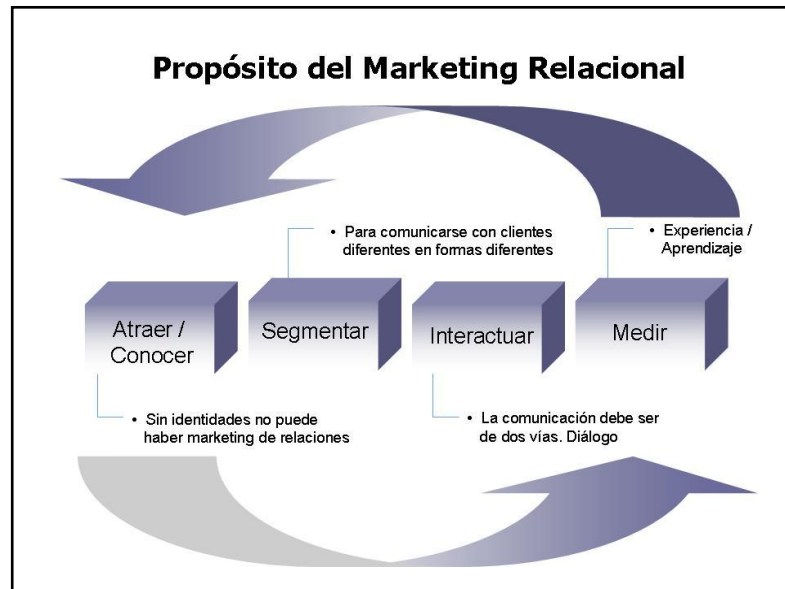 Propósito del Marketing Relacional
• Para comunicarse con clientes
diferentes en formas diferentes
• Experiencia /
Aprendizaje
Atraer /
Conocer
Segmentar
Interactuar
Medir
• Sin identidades no puede
haber marketing de relaciones
• La comunicación debe ser
de dos vías. Diálogo